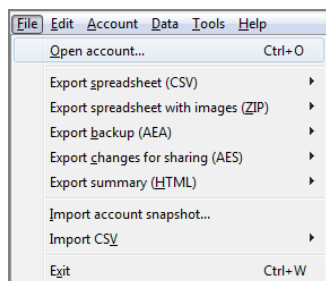 File Edit Account Data Tools Help
Open account... Ctrl+O
Export spreadsheet (CSV)
Export spreadsheet with images (ZIP)
Export backup (AEA)
Export changes for sharing (AES)
Export summary (HTML)
Import account snapshot...
Import CSV
Exit Ctrl+W